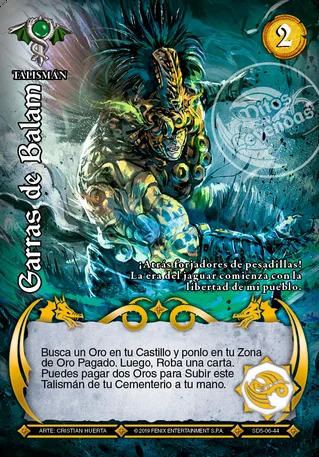 2
TALISMÁN
Mitos y Leyendas
Garras de Balam
¡Atrás forjadores de pesadillas!
La era del jaguar comienza con la
libertad de mi pueblo.
Busca un Oro en tu Castillo y ponlo en tu Zona
de Oro Pagado. Luego, Roba una carta.
Puedes pagar dos Oros para Subir este
Talismán de tu Cementerio a tu mano.
ARTE: CRISTIAN HUERTA
© 2019 FENIX ENTERTAINMENT S.P.A.
SD5-06-44